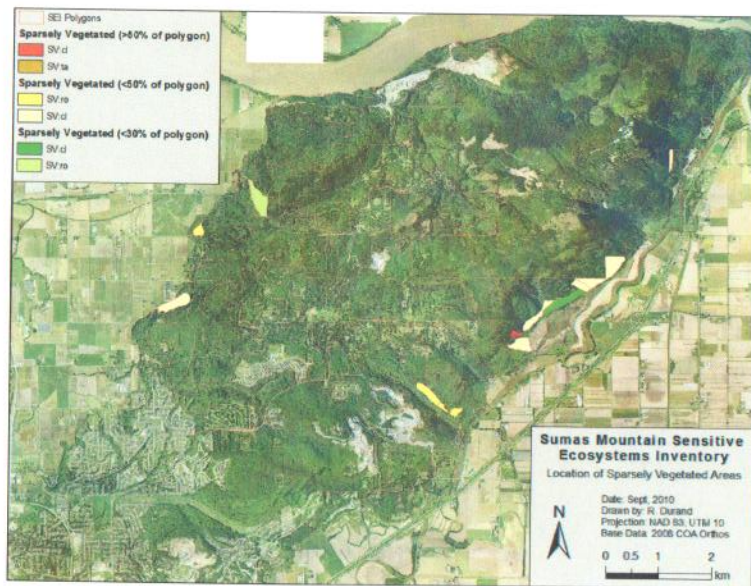 SEI Polygons
Sparsely Vegetated (>50% of polygon)
SV:cl
SV:ta
Sparsely Vegetated (<50% of polygon)
SV:ro
SV:cl
Sparsely Vegetated (<30% of polygon)
SV:cl
SV:ro
Sumas Mountain Sensitive
Ecosystems Inventory
Location of Sparsely Vegetated Areas
Date: Sept, 2010
Drawn by: R. Durand
Projection: NAD 83, UTM 10
Base Data: 2008 COA Orthos
N
0 0.5 1 2
km